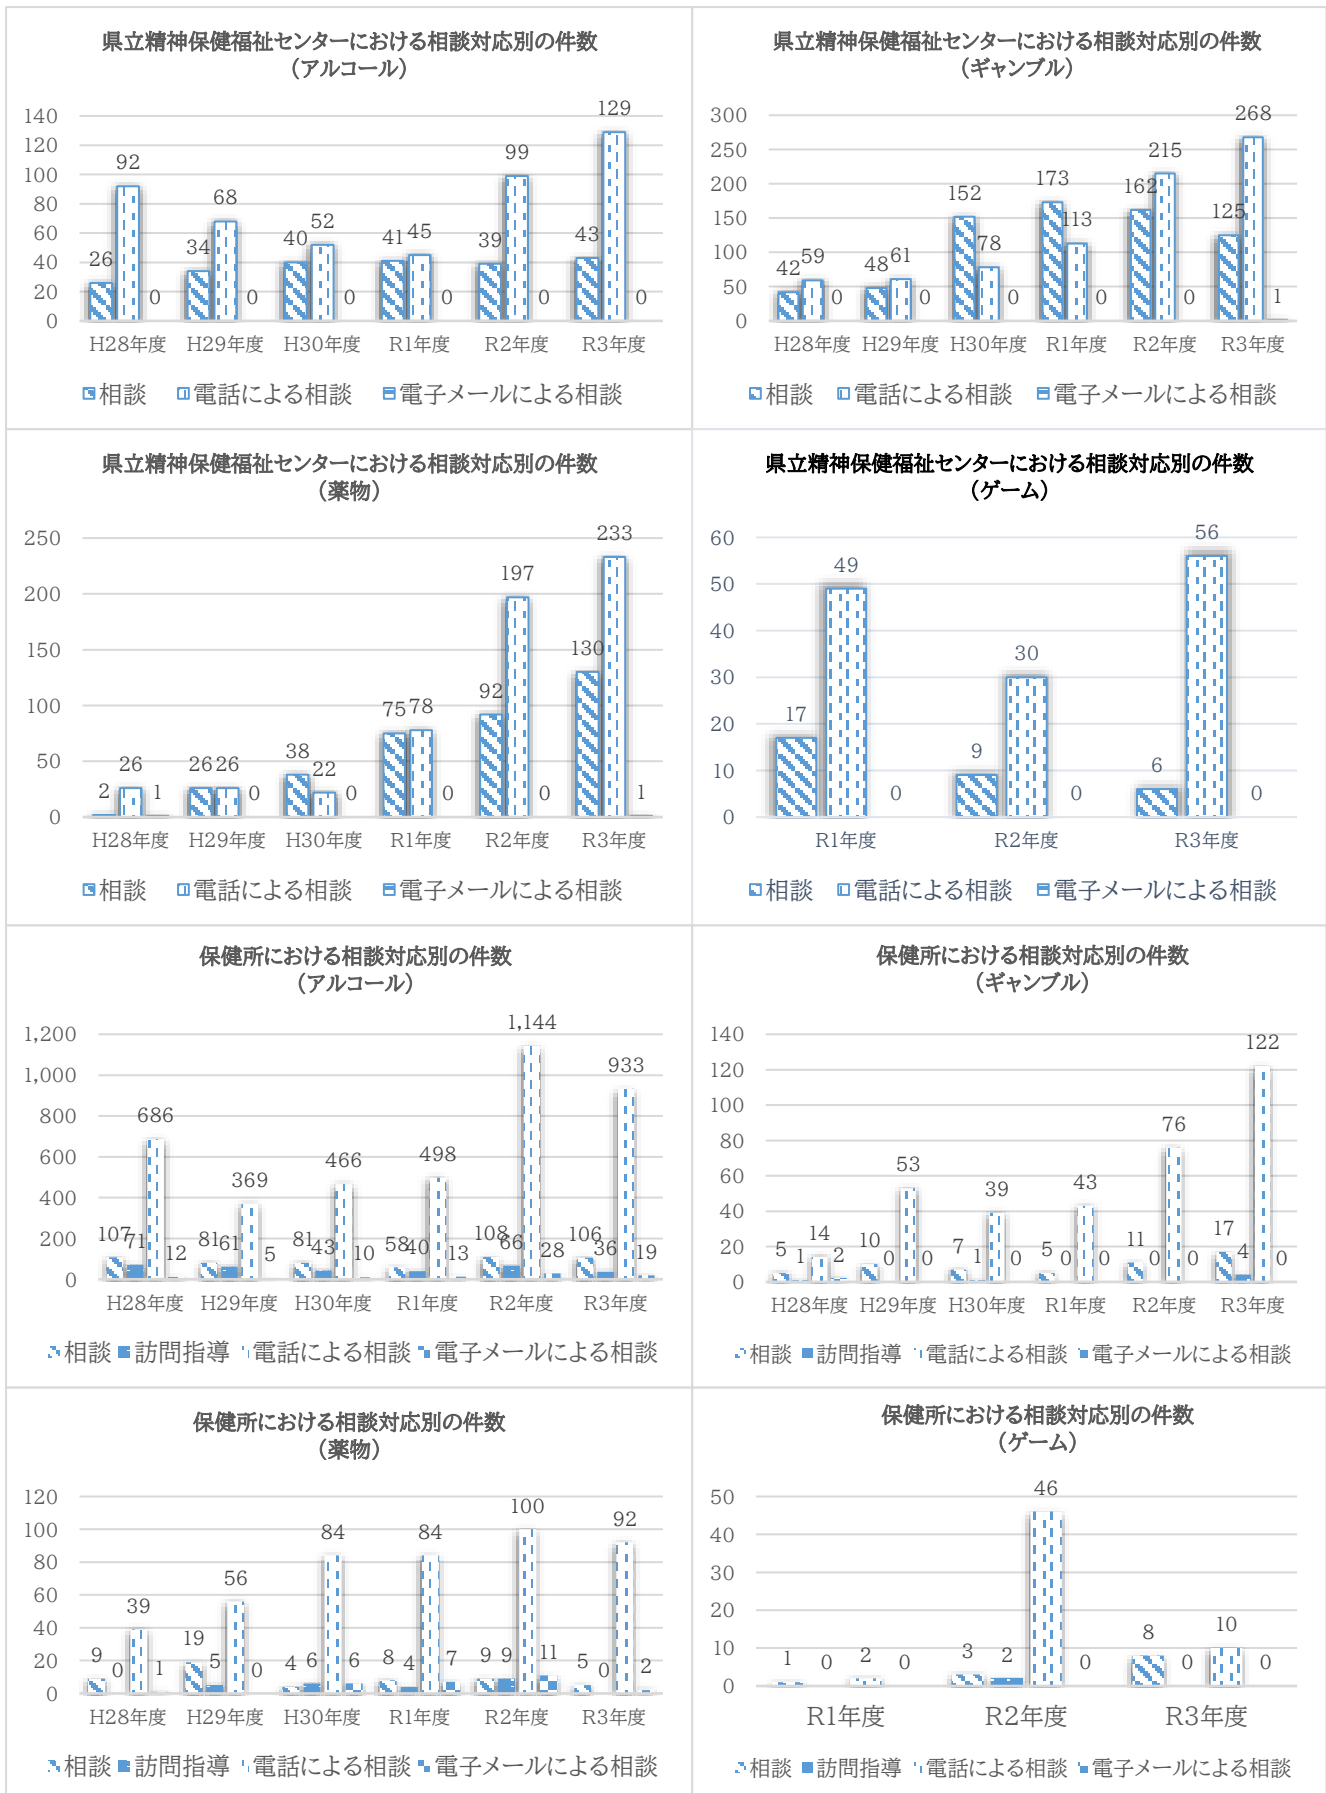 県立精神保健福祉センターにおける相談対応別の件数
（アルコール）
140
120
100
80
60
40
20
0
26 92 0
34 68 0
40 52 0
41 45 0
39 99 0
43 129 0
H28年度 H29年度 H30年度 R1年度 R2年度 R3年度
相談 電話による相談 電子メールによる相談
県立精神保健福祉センターにおける相談対応別の件数
（ギャンブル）
300
250
200
150
100
50
0
42 59 0
48 61 0
152 78 0
173 113 0
162 215 0
125 268 1
H28年度 H29年度 H30年度 R1年度 R2年度 R3年度
相談 電話による相談 電子メールによる相談
県立精神保健福祉センターにおける相談対応別の件数
（薬物）
250
200
150
100
50
0
2 26 1
26 26 0
38 22 0
75 78 0
92 197 0
130 233 1
H28年度 H29年度 H30年度 R1年度 R2年度 R3年度
相談 電話による相談 電子メールによる相談
県立精神保健福祉センターにおける相談対応別の件数
（ゲーム）
60
50
40
30
20
10
0
17 49 0
9 30 0
6 56 0
R1年度 R2年度 R3年度
相談 電話による相談 電子メールによる相談
保健所における相談対応別の件数
（アルコール）
1,200
1,000
800
600
400
200
0
107 71 686 12
81 61 369 5
81 43 466 10
58 40 498 13
108 66 1,144 28
106 36 933 19
H28年度 H29年度 H30年度 R1年度 R2年度 R3年度
相談 訪問指導 電話による相談 電子メールによる相談
保健所における相談対応別の件数
（ギャンブル）
140
120
100
80
60
40
20
0
5 1 14 2
10 0 53 0
7 1 39 0
5 0 43 0
11 0 76 0
17 4 122 0
H28年度 H29年度 H30年度 R1年度 R2年度 R3年度
相談 訪問指導 電話による相談 電子メールによる相談
保健所における相談対応別の件数
（薬物）
120
100
80
60
40
20
0
9 0 39 1
19 5 56 0
4 6 84 6
8 4 84 7
9 9 100 11
5 0 92 2
H28年度 H29年度 H30年度 R1年度 R2年度 R3年度
相談 訪問指導 電話による相談 電子メールによる相談
保健所における相談対応別の件数
（ゲーム）
50
40
30
20
10
0
1 0 2 0
3 2 46 0
8 0 10 0
R1年度 R2年度 R3年度
相談 訪問指導 電話による相談 電子メールによる相談